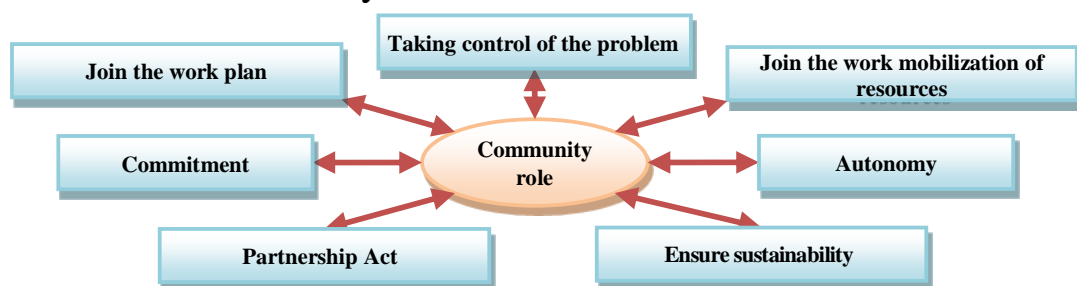 Taking control of the problem
Join the work plan
Join the work mobilization of
resources
Commitment
Community
role
Autonomy
Partnership Act
Ensure sustainability